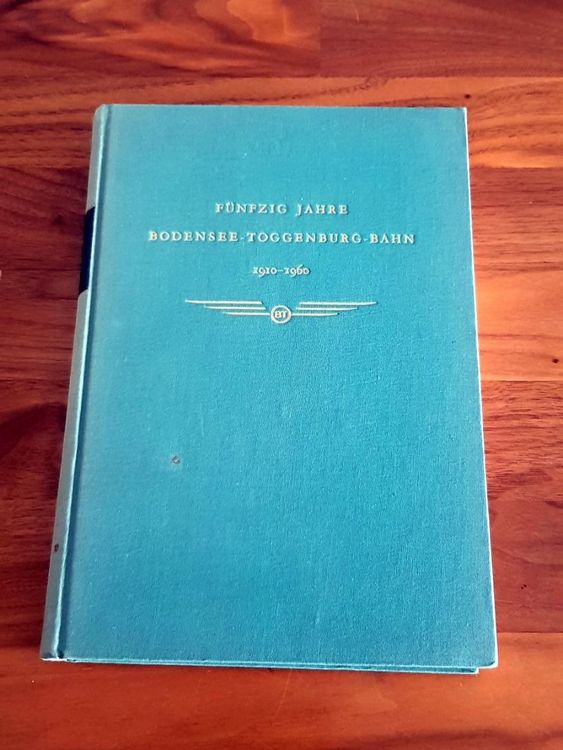 FÜNFZIG JAHRE
BODENSEE-TOGGENBURG-BAHN
1910-1960
BT